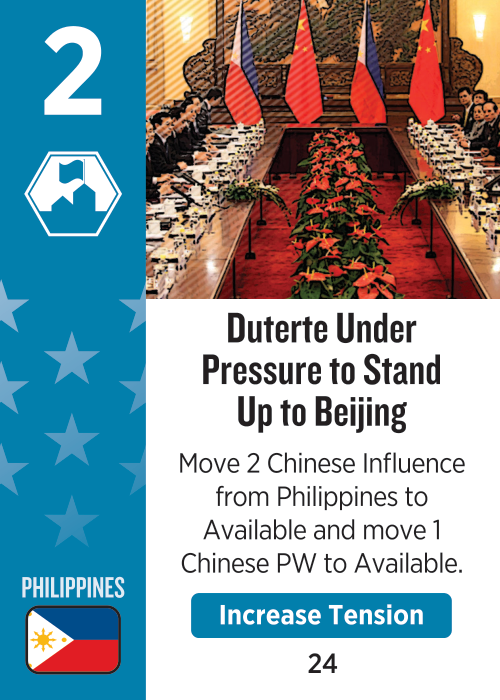 2
Duterte Under
Pressure to Stand
Up to Beijing
Move 2 Chinese Influence
from Philippines to
Available and move 1
Chinese PW to Available.
PHILIPPINES
Increase Tension
24